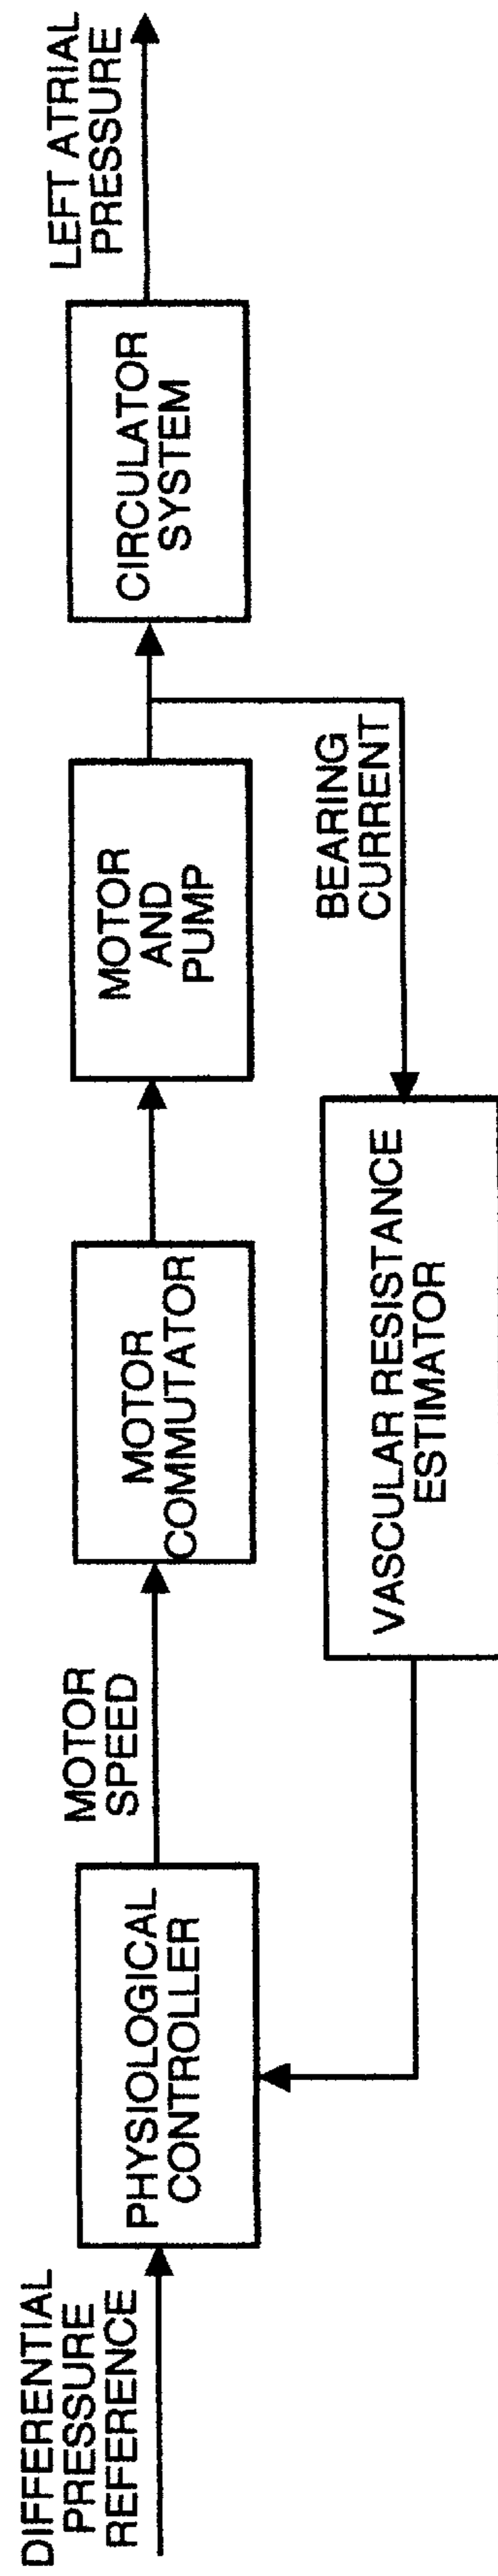 DIFFERENTIAL
PRESSURE
REFERENCE
PHYSIOLOGICAL
CONTROLLER
MOTOR
SPEED
MOTOR
COMMUTATOR
MOTOR
AND
PUMP
CIRCULATOR
SYSTEM
LEFT ATRIAL
PRESSURE
BEARING
CURRENT
VASCULAR RESISTANCE
ESTIMATOR